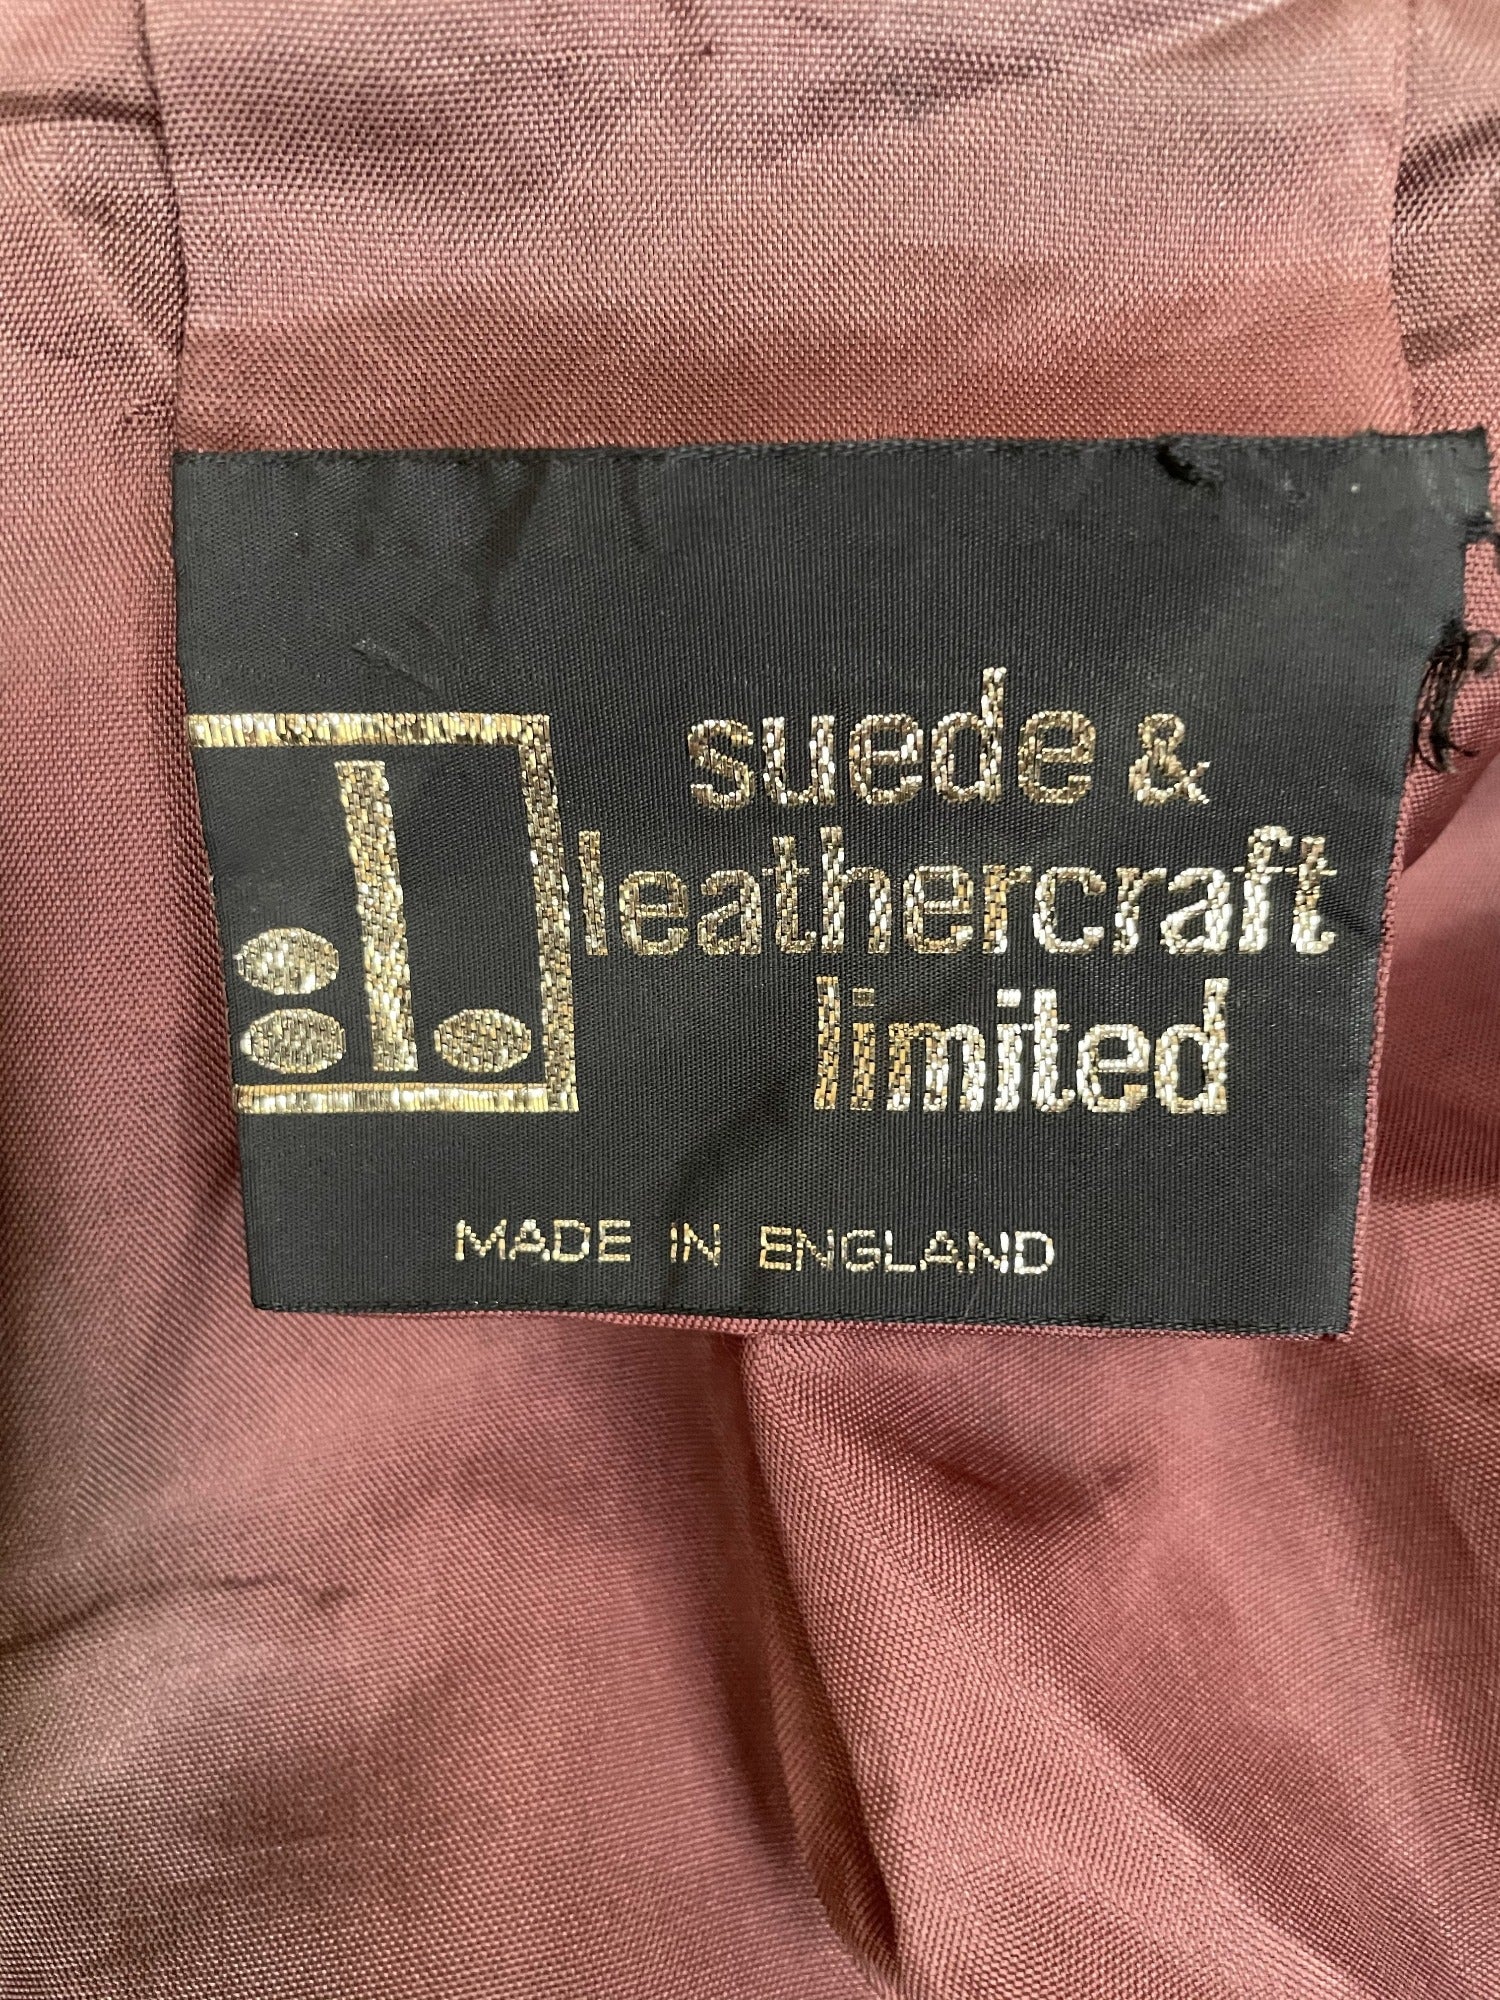 suede &
leathercraft
limited
MADE IN ENGLAND